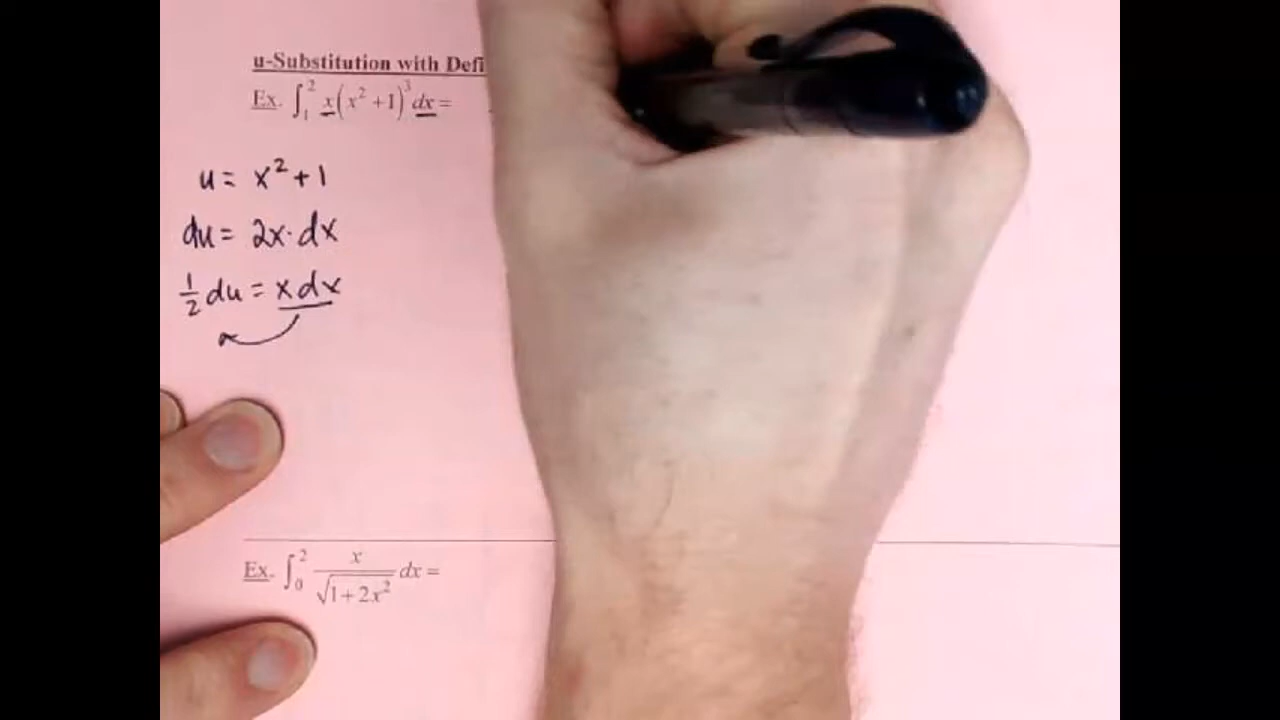 u-Substitution with Defi
Ex. ∫₁² x(x² + 1)³ dx =
u = x² + 1
du = 2x · dx
½ du = x dx
Ex. ∫₀² x/√(1 + 2x²) dx =